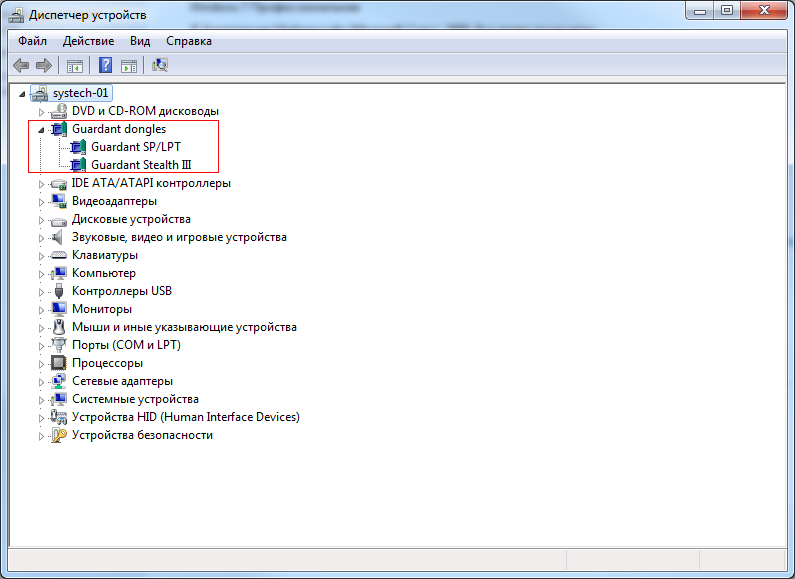 Диспетчер устройств
Файл Действие Вид Справка
systech-01
DVD и CD-ROM дисководы
Guardant dongles
Guardant SP/LPT
Guardant Stealth III
IDE ATA/ATAPI контроллеры
Видеоадаптеры
Дисковые устройства
Звуковые, видео и игровые устройства
Клавиатуры
Компьютер
Контроллеры USB
Мониторы
Мыши и иные указывающие устройства
Порты (COM и LPT)
Процессоры
Сетевые адаптеры
Системные устройства
Устройства HID (Human Interface Devices)
Устройства безопасности